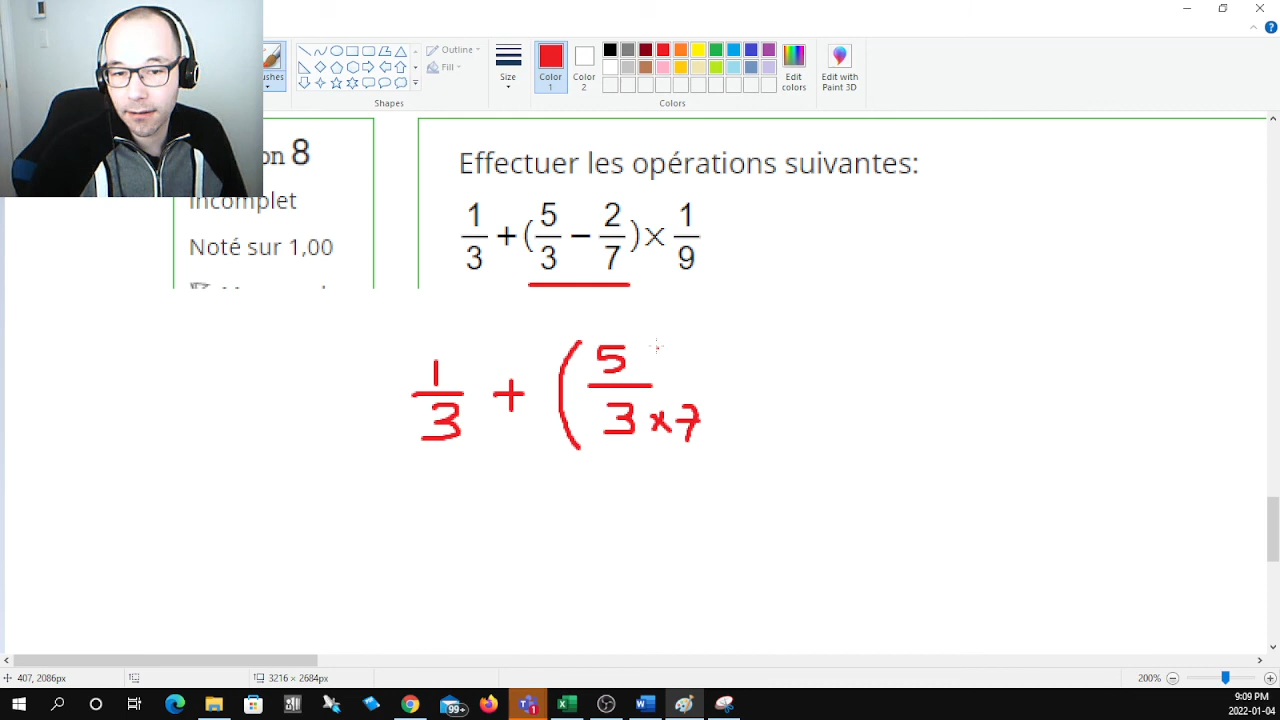 Outline
Fill
Size
Color 1
Color 2
Edit colors
Edit with Paint 3D
Shapes
Colors
8
Incomplet
Noté sur 1,00
Effectuer les opérations suivantes:
1/3 + (5/3 − 2/7) × 1/9
1/3 + (5/3 × 7
407, 2086px
3216 × 2684px
200%
99+
1
9:09 PM
2022-01-04